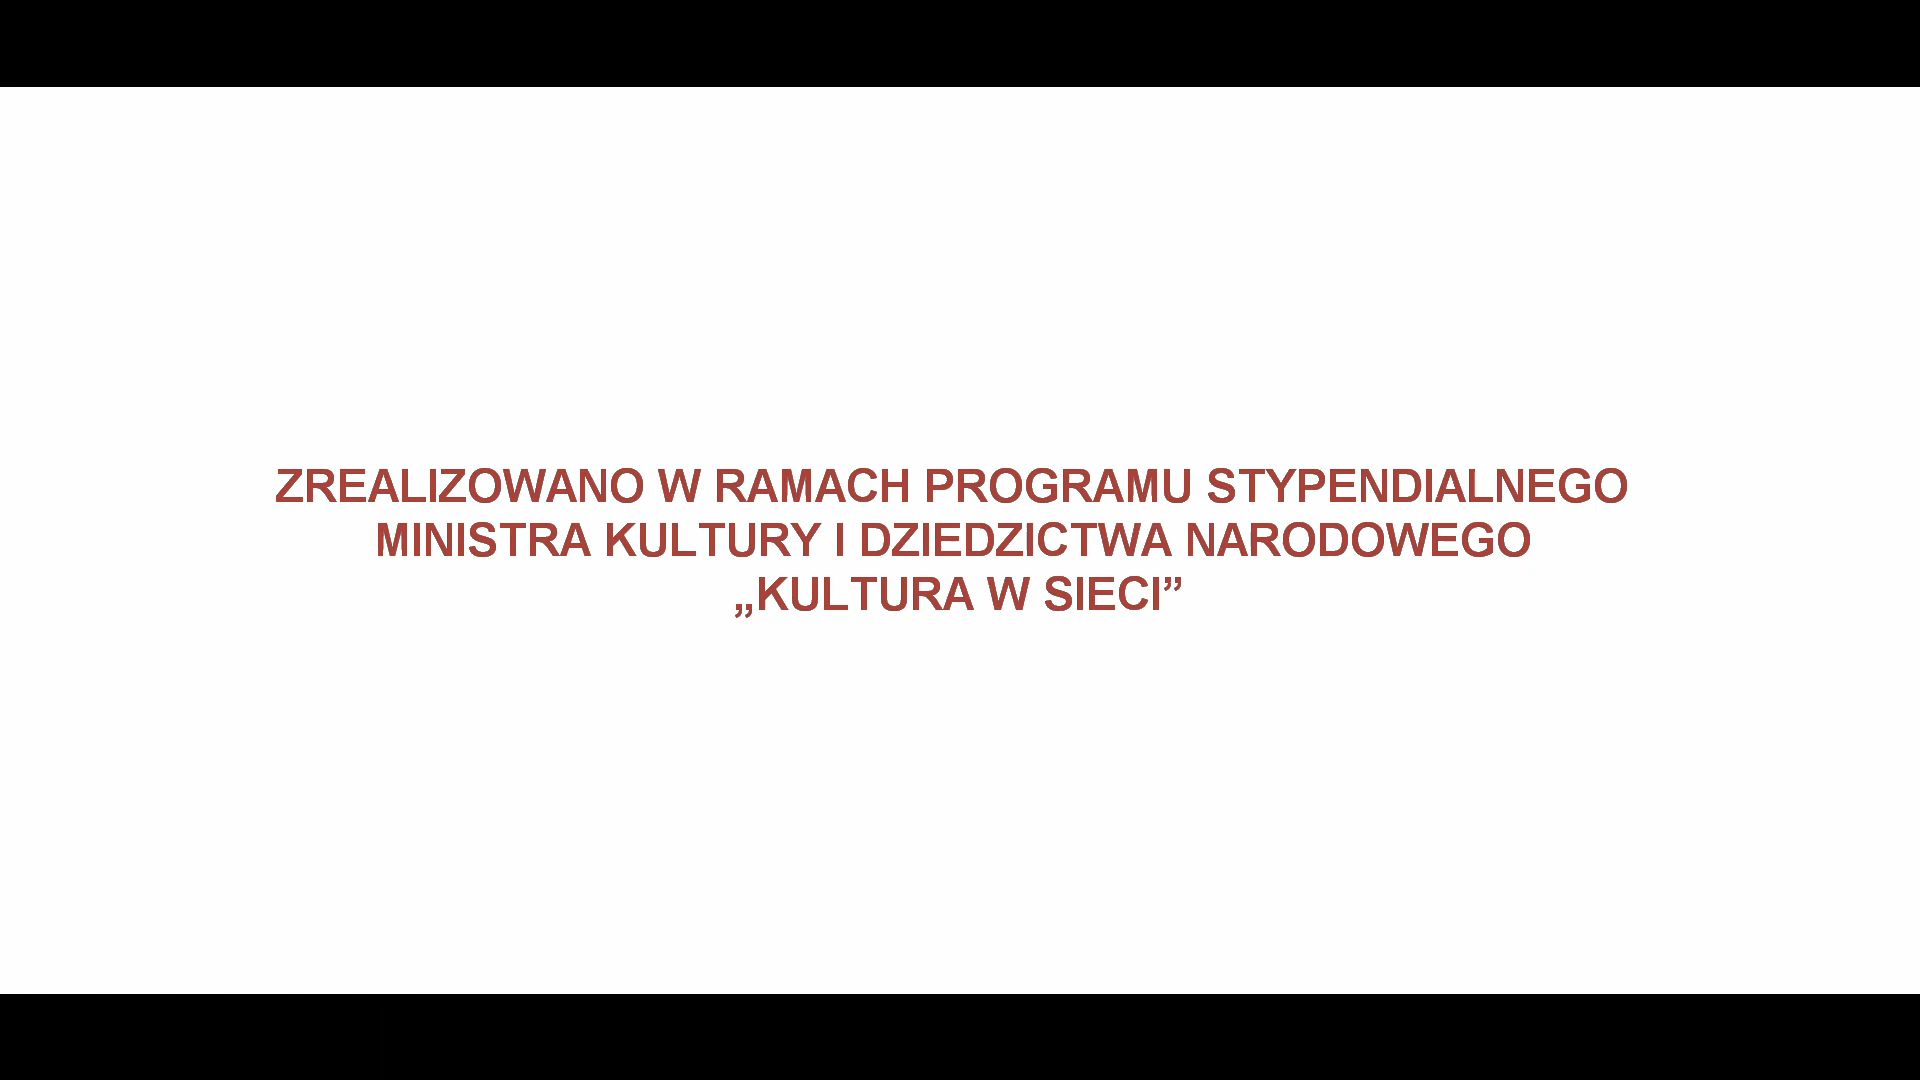 ZREALIZOWANO W RAMACH PROGRAMU STYPENDIALNEGO
MINISTRA KULTURY I DZIEDZICTWA NARODOWEGO
„KULTURA W SIECI”